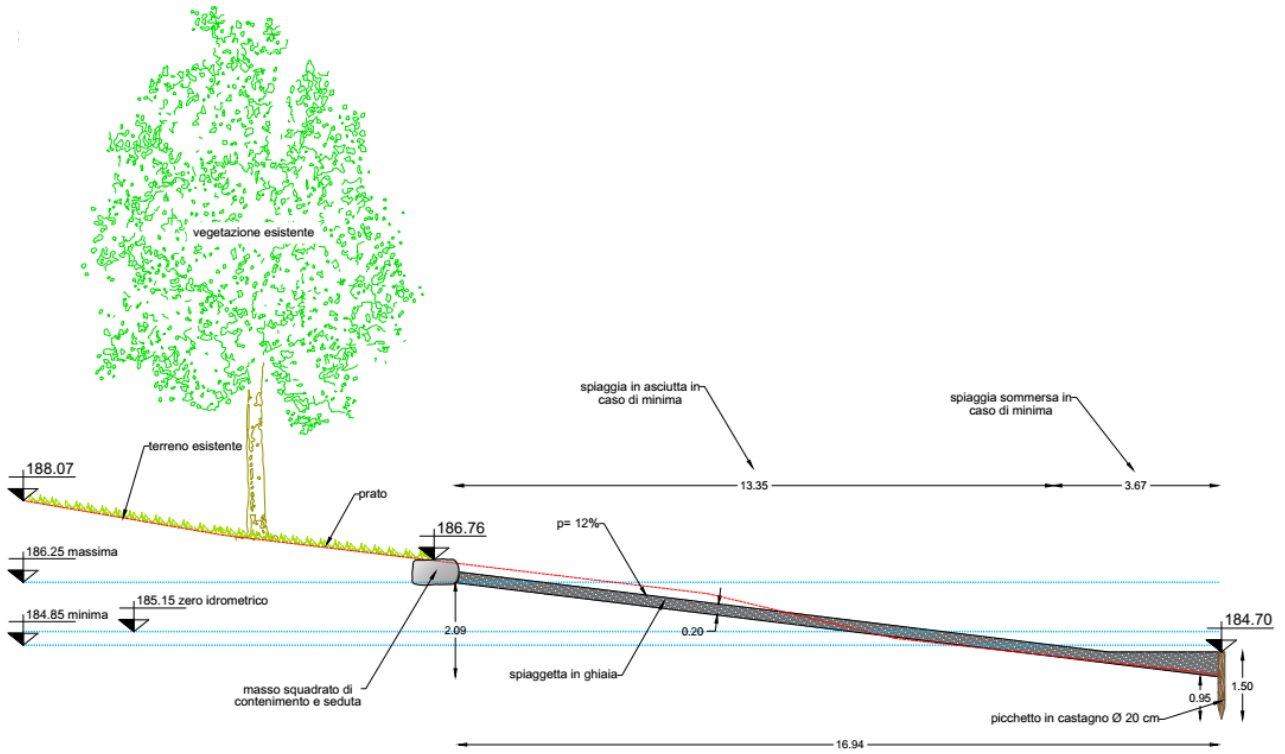 vegetazione esistente
spiaggia in asciutta in
caso di minima
spiaggia sommersa in
caso di minima
terreno esistente
188.07
13.35
3.67
prato
p= 12%
186.76
186.25 massima
185.15 zero idrometrico
184.85 minima
184.70
2.09
0.20
spiaggetta in ghiaia
masso squadrato di
contenimento e seduta
0.95
1.50
picchetto in castagno Ø 20 cm
16.94